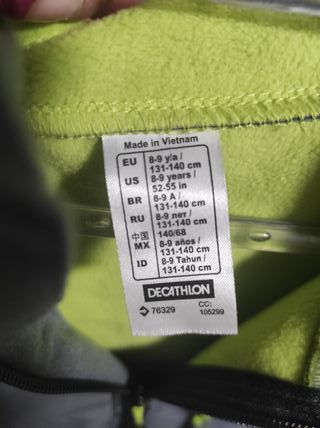 Made in Vietnam
EU 8-9 y/a /
131-140 cm
US 8-9 years /
52-55 in
BR 8-9 A /
131-140 cm
RU 8-9 лет /
131-140 cm
中国 140/68
MX 8-9 años /
131-140 cm
ID 8-9 Tahun /
131-140 cm
DECATHLON
76329 CC:
105299